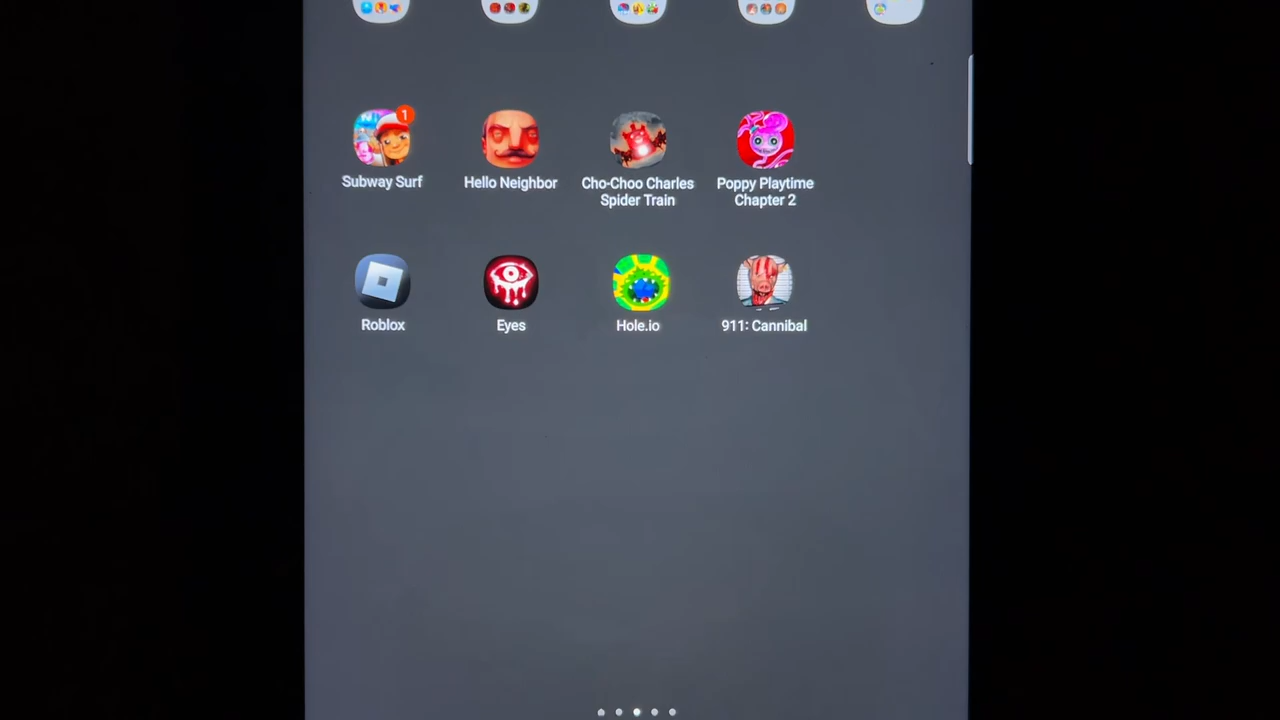 1
Subway Surf
Hello Neighbor
Cho-Choo Charles
Spider Train
Poppy Playtime
Chapter 2
Roblox
Eyes
Hole.io
911: Cannibal